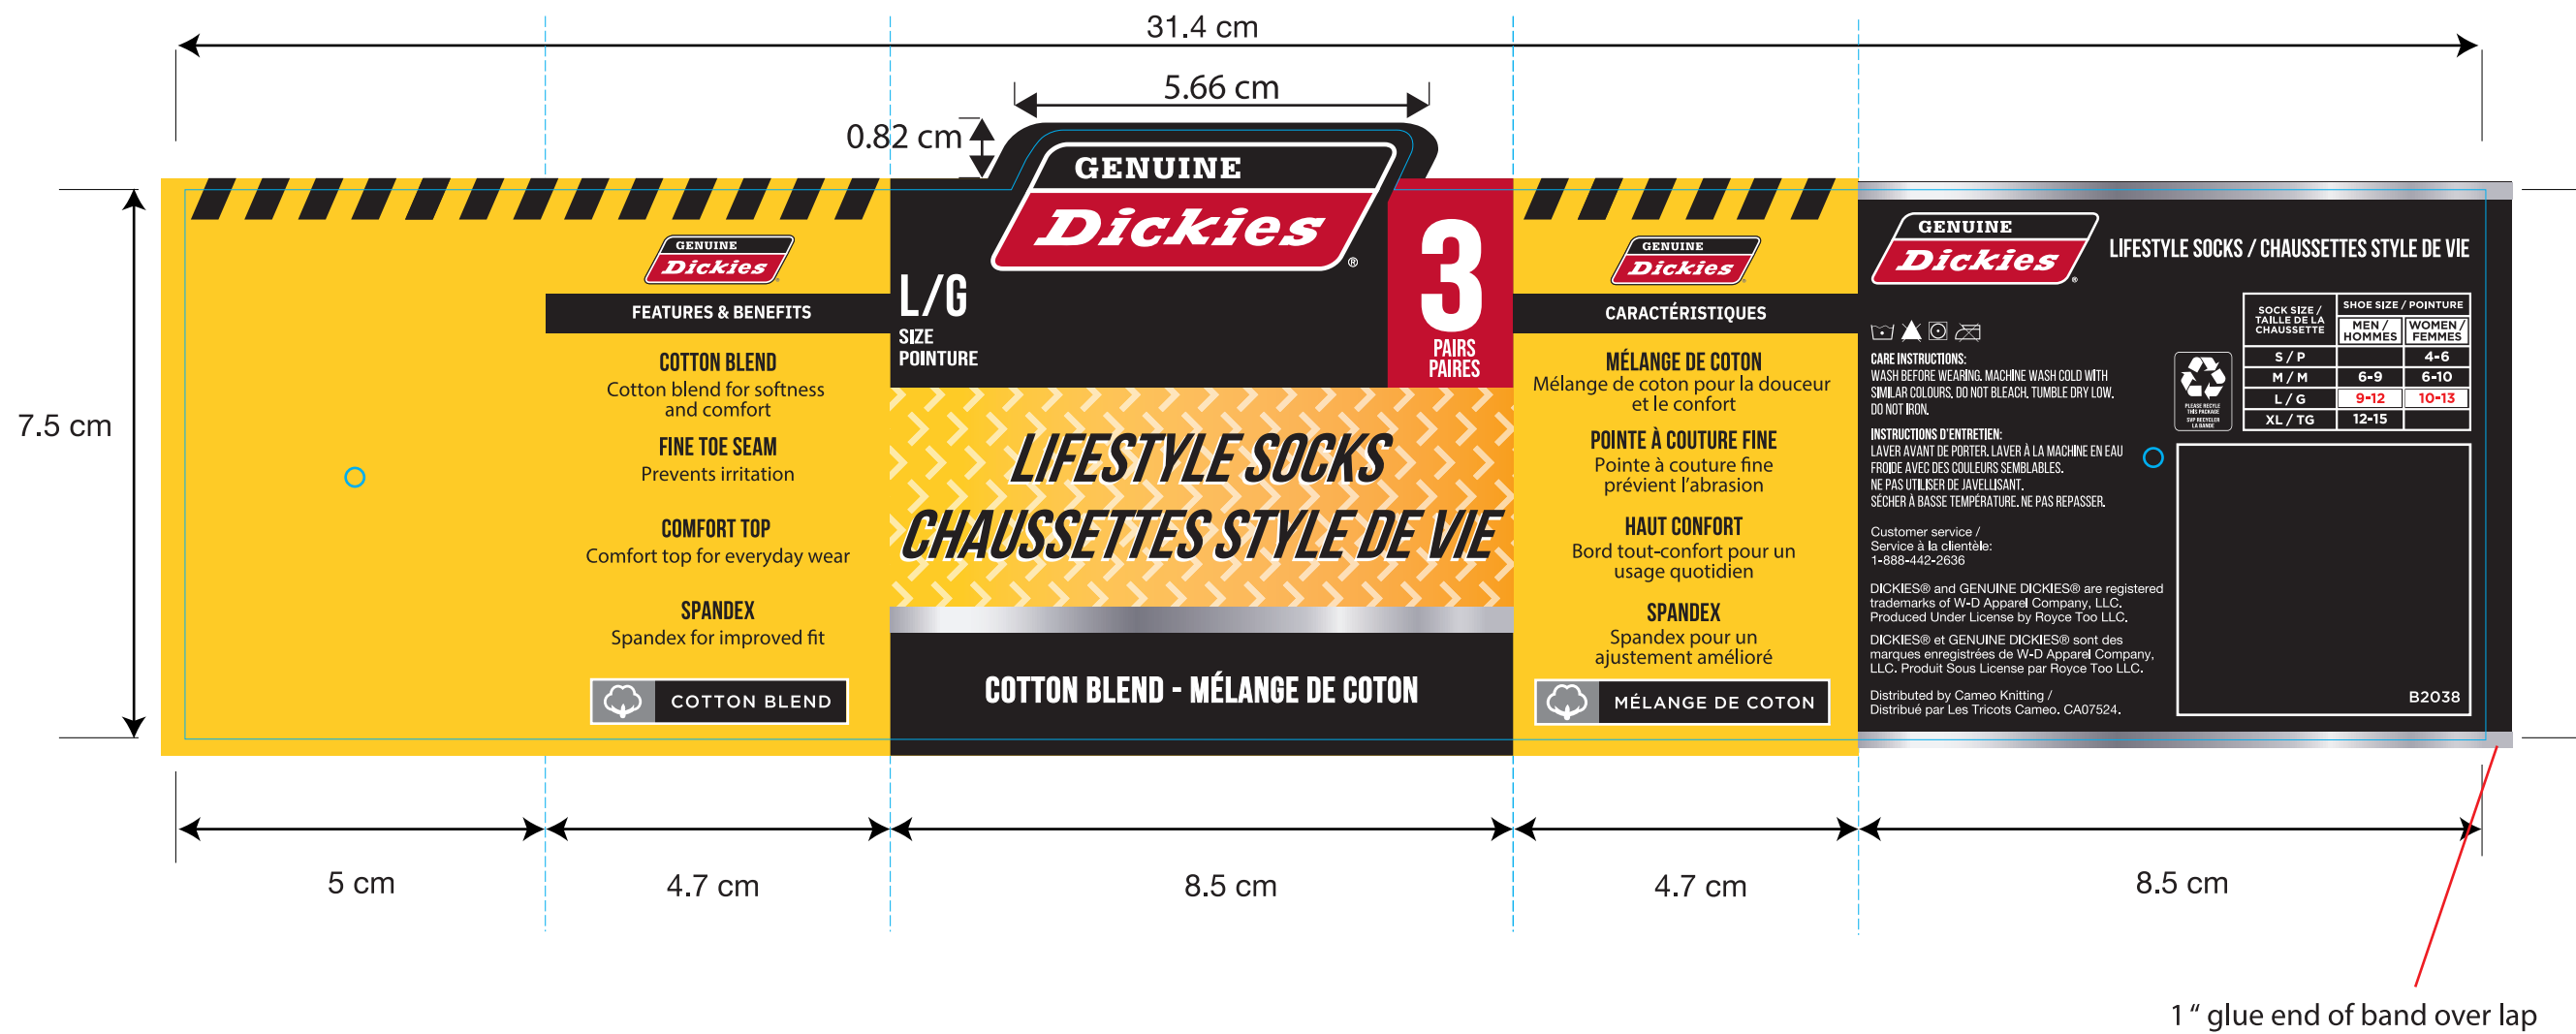 31.4 cm
5.66 cm
0.82 cm
7.5 cm
GENUINE
Dickies
FEATURES & BENEFITS
COTTON BLEND
Cotton blend for softness
and comfort
FINE TOE SEAM
Prevents irritation
COMFORT TOP
Comfort top for everyday wear
SPANDEX
Spandex for improved fit
COTTON BLEND
GENUINE
Dickies®
L/G
SIZE
POINTURE
3
PAIRS
PAIRES
LIFESTYLE SOCKS
CHAUSSETTES STYLE DE VIE
COTTON BLEND - MÉLANGE DE COTON
GENUINE
Dickies
CARACTÉRISTIQUES
MÉLANGE DE COTON
Mélange de coton pour la douceur
et le confort
POINTE À COUTURE FINE
Pointe à couture fine
prévient l'abrasion
HAUT CONFORT
Bord tout-confort pour un
usage quotidien
SPANDEX
Spandex pour un
ajustement amélioré
MÉLANGE DE COTON
GENUINE
Dickies®
LIFESTYLE SOCKS / CHAUSSETTES STYLE DE VIE
CARE INSTRUCTIONS:
WASH BEFORE WEARING. MACHINE WASH COLD WITH
SIMILAR COLOURS. DO NOT BLEACH. TUMBLE DRY LOW.
DO NOT IRON.
INSTRUCTIONS D'ENTRETIEN:
LAVER AVANT DE PORTER. LAVER À LA MACHINE EN EAU
FROIDE AVEC DES COULEURS SEMBLABLES.
NE PAS UTILISER DE JAVELLISANT.
SÉCHER À BASSE TEMPÉRATURE. NE PAS REPASSER.
Customer service /
Service à la clientèle:
1-888-442-2636
DICKIES® and GENUINE DICKIES® are registered
trademarks of W-D Apparel Company, LLC.
Produced Under License by Royce Too LLC.
DICKIES® et GENUINE DICKIES® sont des
marques enregistrées de W-D Apparel Company,
LLC. Produit Sous License par Royce Too LLC.
Distributed by Cameo Knitting /
Distribué par Les Tricots Cameo. CA07524.
PLEASE RECYLE
THIS PACKAGE
SVP RECYCLER
LA BANDE
SOCK SIZE /
TAILLE DE LA
CHAUSSETTE
SHOE SIZE / POINTURE
MEN /
HOMMES
WOMEN /
FEMMES
S / P 4-6
M / M 6-9 6-10
L / G 9-12 10-13
XL / TG 12-15
B2038
5 cm
4.7 cm
8.5 cm
4.7 cm
8.5 cm
1 “ glue end of band over lap